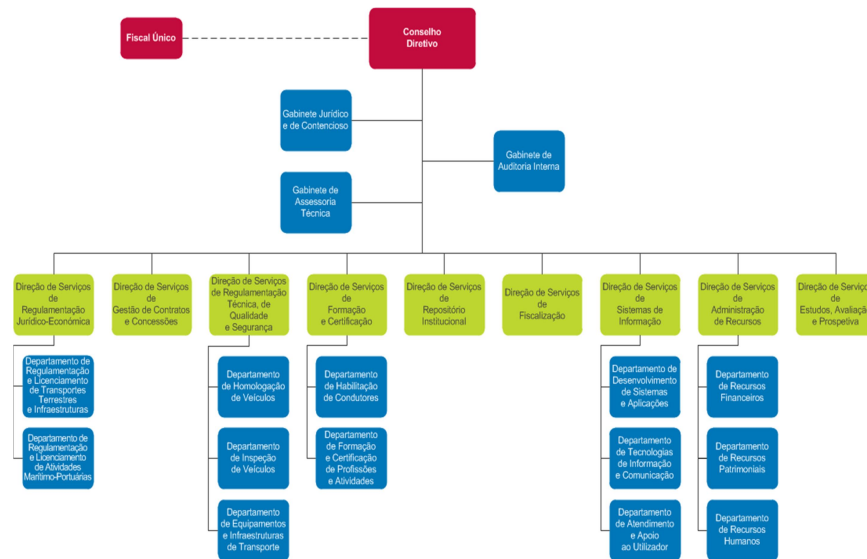 Fiscal Único
Conselho
Diretivo
Gabinete Jurídico
e de Contencioso
Gabinete de
Auditoria Interna
Gabinete de
Assessoria
Técnica
Direção de Serviços
de
Regulamentação
Jurídico-Económica
Direção de Serviços
de
Gestão de Contratos
e Concessões
Direção de Serviços
de Regulamentação
Técnica, de
Qualidade
e Segurança
Direção de Serviços
de
Formação
e Certificação
Direção de Serviços
de
Repositório
Institucional
Direção de Serviços
de
Fiscalização
Direção de Serviços
de
Sistemas de
Informação
Direção de Serviços
de
Administração
de Recursos
Direção de Serviços
de
Estudos, Avaliação
e Prospetiva
Departamento de
Regulamentação
e Licenciamento
de Transportes
Terrestres
e Infraestruturas
Departamento
de Homologação
de Veículos
Departamento
de Habilitação
de Condutores
Departamento de
Desenvolvimento
de Sistemas
e Aplicações
Departamento
de Recursos
Financeiros
Departamento de
Regulamentação
e Licenciamento
de Atividades
Marítimo-Portuárias
Departamento
de Inspeção
de Veículos
Departamento
de Formação
e Certificação
de Profissões
e Atividades
Departamento
de Tecnologias
de Informação
e Comunicação
Departamento
de Recursos
Patrimoniais
Departamento
de Equipamentos
e Infraestruturas
de Transporte
Departamento
de Atendimento
e Apoio
ao Utilizador
Departamento
de Recursos
Humanos